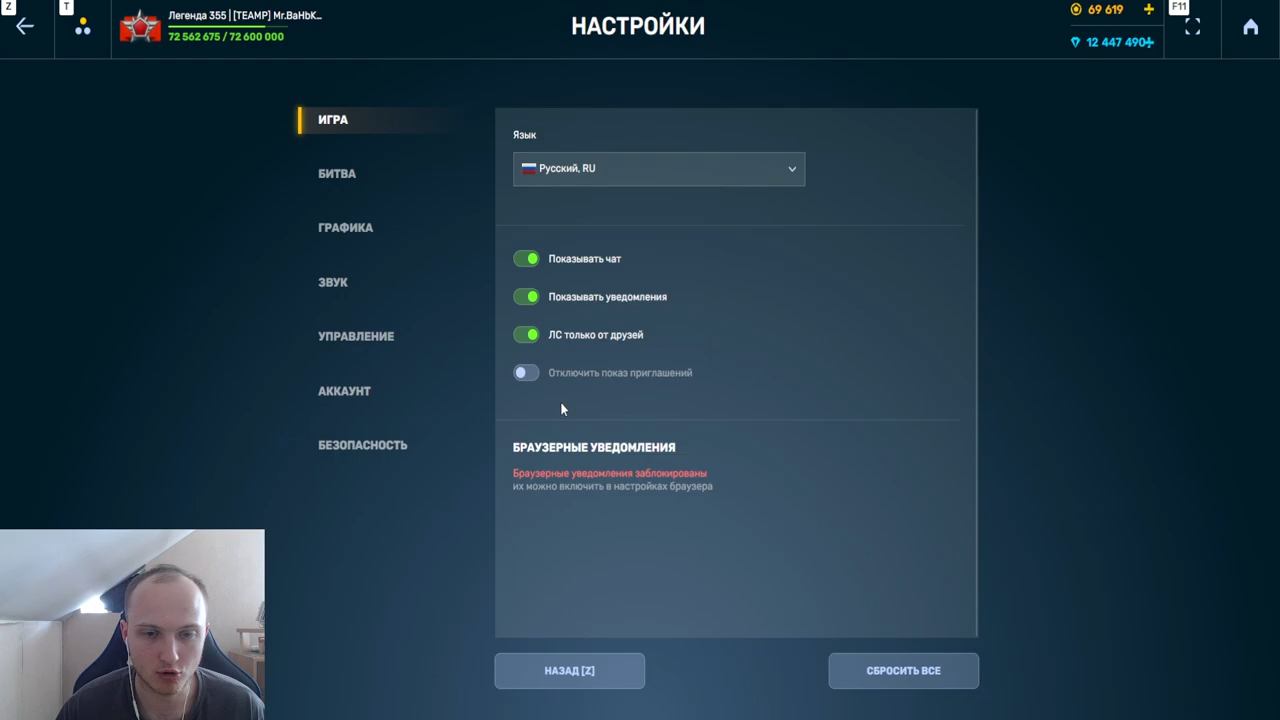 Z
T
Легенда 355 | [TEAMP] Mr.BaHbK...
72 562 675 / 72 600 000
НАСТРОЙКИ
69 619
12 447 490
F11
ИГРА
БИТВА
ГРАФИКА
ЗВУК
УПРАВЛЕНИЕ
АККАУНТ
БЕЗОПАСНОСТЬ
Язык
Русский, RU
Показывать чат
Показывать уведомления
ЛС только от друзей
Отключить показ приглашений
БРАУЗЕРНЫЕ УВЕДОМЛЕНИЯ
Браузерные уведомления заблокированы
их можно включить в настройках браузера
НАЗАД [Z]
СБРОСИТЬ ВСЕ